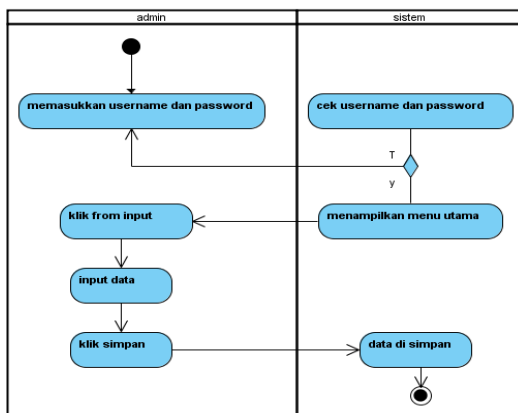 admin
sistem
memasukkan username dan password
cek username dan password
T
y
klik from input
menampilkan menu utama
input data
klik simpan
data di simpan